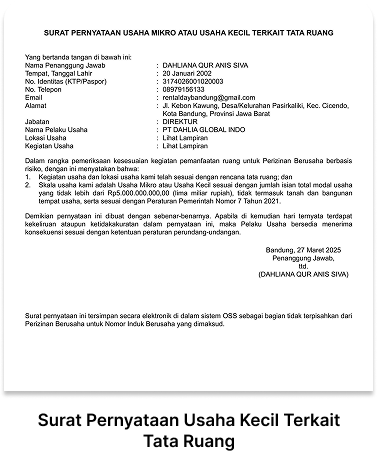 SURAT PERNYATAAN USAHA MIKRO ATAU USAHA KECIL TERKAIT TATA RUANG
Yang bertanda tangan di bawah ini:
Nama Penanggung Jawab : DAHLIANA QUR ANIS SIVA
Tempat, Tanggal Lahir : 20 Januari 2002
No. Identitas (KTP/Paspor) : 3174026001020003
No. Telepon : 08979156133
Email : rentaldaybandung@gmail.com
Alamat : Jl. Kebon Kawung, Desa/Kelurahan Pasirkaliki, Kec. Cicendo,
Kota Bandung, Provinsi Jawa Barat
Jabatan : DIREKTUR
Nama Pelaku Usaha : PT DAHLIA GLOBAL INDO
Lokasi Usaha : Lihat Lampiran
Kegiatan Usaha : Lihat Lampiran
Dalam rangka pemeriksaan kesesuaian kegiatan pemanfaatan ruang untuk Perizinan Berusaha berbasis
risiko, dengan ini menyatakan bahwa:
1. Kegiatan usaha dan lokasi usaha kami telah sesuai dengan rencana tata ruang; dan
2. Skala usaha kami adalah Usaha Mikro atau Usaha Kecil sesuai dengan jumlah isian total modal usaha
yang tidak lebih dari Rp5.000.000.000,00 (lima miliar rupiah), tidak termasuk tanah dan bangunan
tempat usaha, serta sesuai dengan Peraturan Pemerintah Nomor 7 Tahun 2021.
Demikian pernyataan ini dibuat dengan sebenar-benarnya. Apabila di kemudian hari ternyata terdapat
kekeliruan ataupun ketidakakuratan dalam pernyataan ini, maka Pelaku Usaha bersedia menerima
konsekuensi sesuai dengan ketentuan peraturan perundang-undangan.
Bandung, 27 Maret 2025
Penanggung Jawab,
ttd.
(DAHLIANA QUR ANIS SIVA)
Surat pernyataan ini tersimpan secara elektronik di dalam sistem OSS sebagai bagian tidak terpisahkan dari
Perizinan Berusaha untuk Nomor Induk Berusaha yang dimaksud.
Surat Pernyataan Usaha Kecil Terkait
Tata Ruang